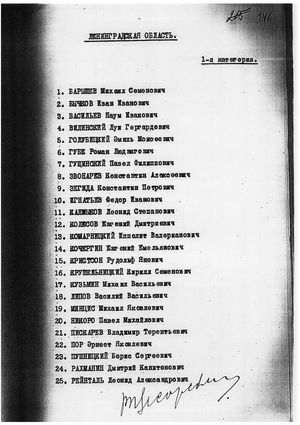 146
ЛЕНИНГРАДСКАЯ ОБЛАСТЬ.
1-я категория.
1. БАРЫШЕВ Михаил Семенович
2. БЫЧКОВ Иван Иванович
3. ВАСИЛЬЕВ Наум Иванович
4. ВИЛИНСКИЙ Луи Гергардович
5. ГОЛУБИЦКИЙ Эмиль Моисеевич
6. ГУБЕ Роман Людвигович
7. ГУЩИНСКИЙ Павел Филиппович
8. ЗВОНАРЕВ Константин Алексеевич
9. ЗЕГИДА Константин Петрович
10. ИГНАТЬЕВ Федор Иванович
11. КАЛМЫКОВ Леонид Степанович
12. КОЛЕСОВ Евгений Дмитриевич
13. КОМАРНИЦКИЙ Ипполит Валерианович
14. КОЧЕРГИН Евгений Емельянович
15. КРИСТСОН Рудольф Янович
16. КРУШЕЛЬНИЦКИЙ Кирилл Семенович
17. КУЗЬМИН Михаил Васильевич
18. ЛИПОВ Василий Васильевич
19. МИНЦИС Михаил Яковлевич
20. НИКОРО Павел Михайлович
21. ПИСКАРЕВ Владимир Терентьевич
22. ПОР Эрнест Яковлевич
23. ПУШНИЦКИЙ Борис Сергеевич
24. РАХМАНИН Дмитрий Капитонович
25. РЕЙНТАЛЬ Леонид Александрович